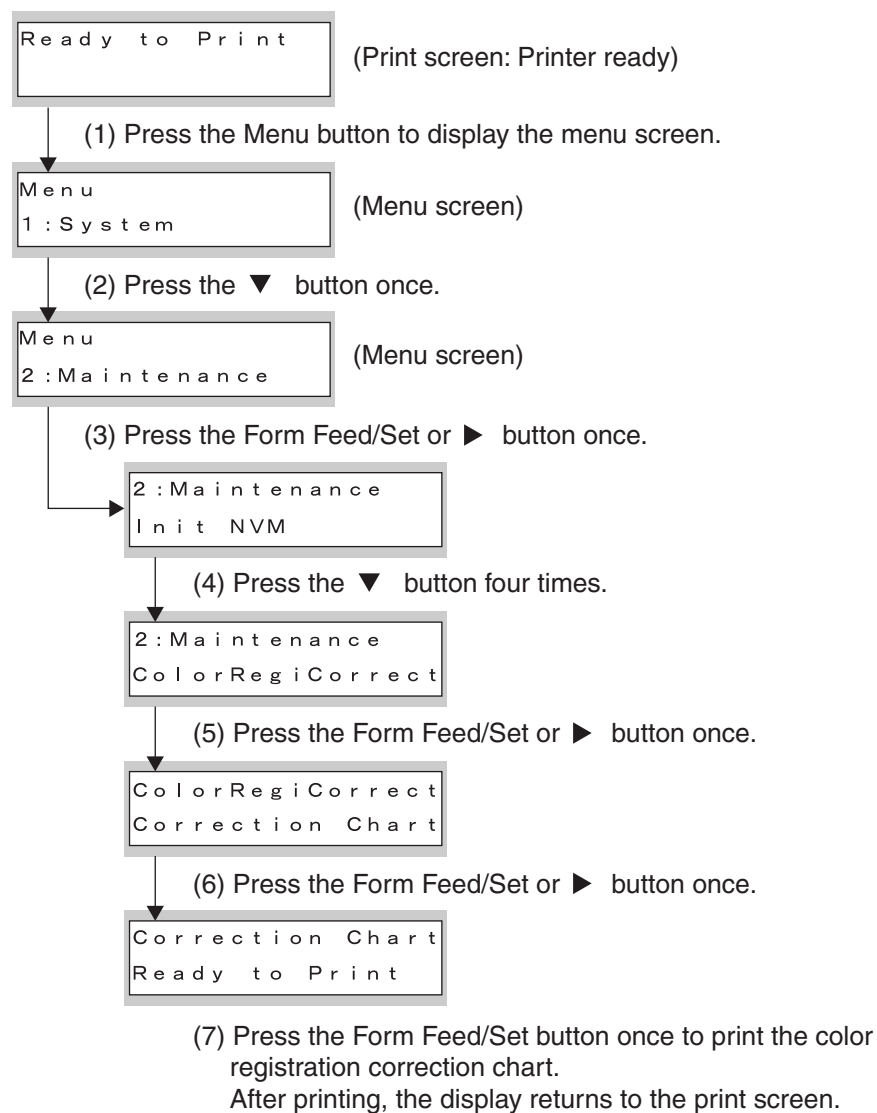 Ready to Print
(Print screen: Printer ready)
(1) Press the Menu button to display the menu screen.
Menu
1:System
(Menu screen)
(2) Press the ▼ button once.
Menu
2:Maintenance
(Menu screen)
(3) Press the Form Feed/Set or ▶ button once.
2:Maintenance
Init NVM
(4) Press the ▼ button four times.
2:Maintenance
ColorRegiCorrect
(5) Press the Form Feed/Set or ▶ button once.
ColorRegiCorrect
Correction Chart
(6) Press the Form Feed/Set or ▶ button once.
Correction Chart
Ready to Print
(7) Press the Form Feed/Set button once to print the color
registration correction chart.
After printing, the display returns to the print screen.